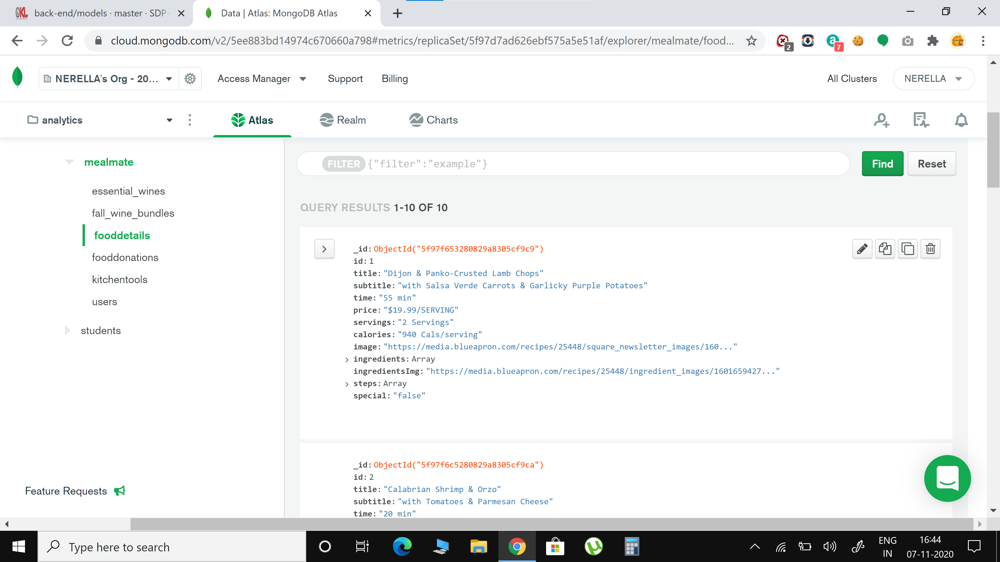 back-end/models · master · SDP-
Data | Atlas: MongoDB Atlas
cloud.mongodb.com/v2/5ee883bd14974c670660a798#metrics/replicaSet/5f97d7ad626ebf575a5e51af/explorer/mealmate/food...
2
7
NERELLA's Org - 20...
Access Manager
Support
Billing
All Clusters
NERELLA
analytics
Atlas
Realm
Charts
mealmate
essential_wines
fall_wine_bundles
fooddetails
fooddonations
kitchentools
users
students
Feature Requests
FILTER {"filter":"example"}
Find
Reset
QUERY RESULTS 1-10 OF 10
_id: ObjectId("5f97f653280829a8305cf9c9")
id: 1
title: "Dijon & Panko-Crusted Lamb Chops"
subtitle: "with Salsa Verde Carrots & Garlicky Purple Potatoes"
time: "55 min"
price: "$19.99/SERVING"
servings: "2 Servings"
calories: "940 Cals/serving"
image: "https://media.blueapron.com/recipes/25448/square_newsletter_images/160..."
ingredients: Array
ingredientsImg: "https://media.blueapron.com/recipes/25448/ingredient_images/1601659427..."
steps: Array
special: "false"
_id: ObjectId("5f97f6c5280829a8305cf9ca")
id: 2
title: "Calabrian Shrimp & Orzo"
subtitle: "with Tomatoes & Parmesan Cheese"
time: "20 min"
Type here to search
ENG
IN
16:44
07-11-2020